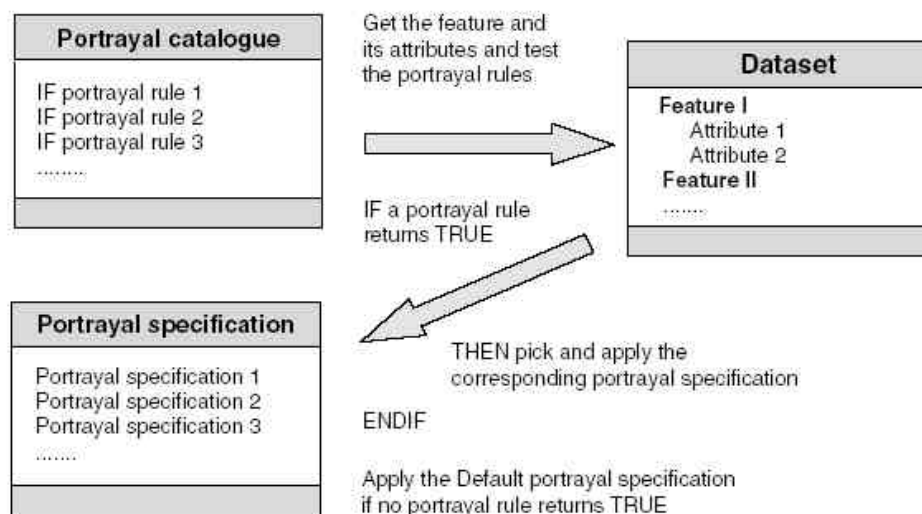 Portrayal catalogue
IF portrayal rule 1
IF portrayal rule 2
IF portrayal rule 3
........
Get the feature and
its attributes and test
the portrayal rules
Dataset
Feature I
Attribute 1
Attribute 2
Feature II
.......
IF a portrayal rule
returns TRUE
Portrayal specification
Portrayal specification 1
Portrayal specification 2
Portrayal specification 3
.......
THEN pick and apply the
corresponding portrayal specification
ENDIF
Apply the Default portrayal specification
if no portrayal rule returns TRUE